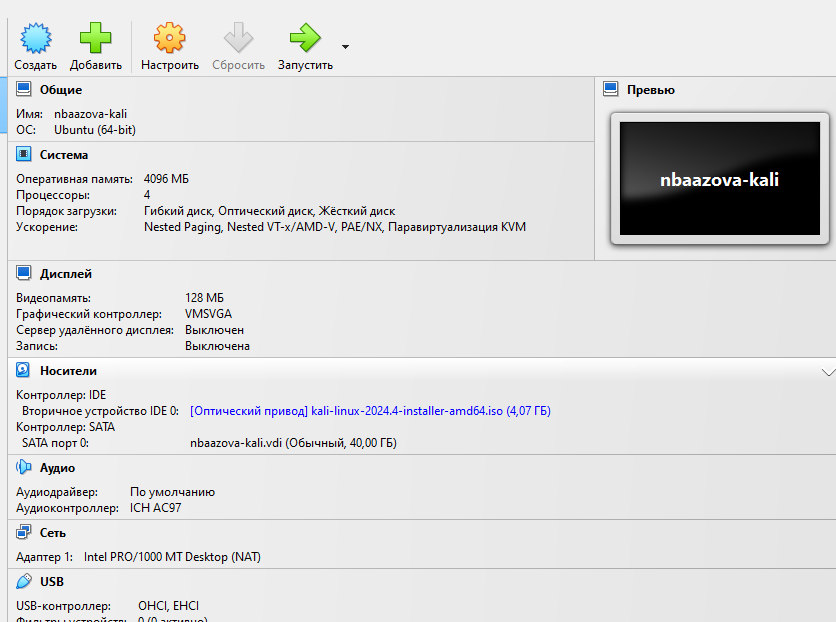 Создать Добавить Настроить Сбросить Запустить
Общие
Имя: nbaazova-kali
ОС: Ubuntu (64-bit)
Система
Оперативная память: 4096 МБ
Процессоры: 4
Порядок загрузки: Гибкий диск, Оптический диск, Жёсткий диск
Ускорение: Nested Paging, Nested VT-x/AMD-V, PAE/NX, Паравиртуализация KVM
Превью
nbaazova-kali
Дисплей
Видеопамять: 128 МБ
Графический контроллер: VMSVGA
Сервер удалённого дисплея: Выключен
Запись: Выключена
Носители
Контроллер: IDE
Вторичное устройство IDE 0: [Оптический привод] kali-linux-2024.4-installer-amd64.iso (4,07 ГБ)
Контроллер: SATA
SATA порт 0: nbaazova-kali.vdi (Обычный, 40,00 ГБ)
Аудио
Аудиодрайвер: По умолчанию
Аудиоконтроллер: ICH AC97
Сеть
Адаптер 1: Intel PRO/1000 MT Desktop (NAT)
USB
USB-контроллер: OHCI, EHCI
Фильтры устройств: 0 (0 активно)